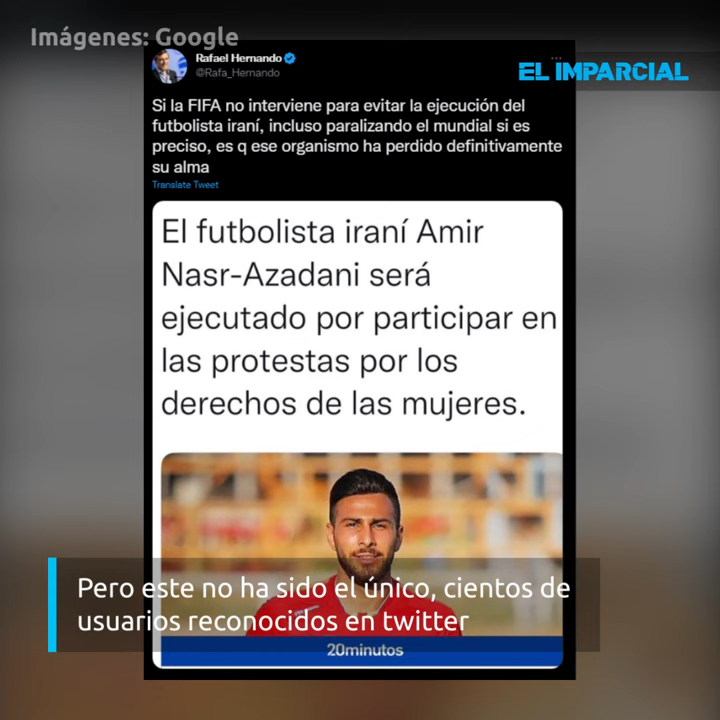 Imágenes: Google
Rafael Hernando
@Rafa_Hernando
EL IMPARCIAL
Si la FIFA no interviene para evitar la ejecución del
futbolista iraní, incluso paralizando el mundial si es
preciso, es q ese organismo ha perdido definitivamente
su alma
Translate Tweet
El futbolista iraní Amir
Nasr-Azadani será
ejecutado por participar en
las protestas por los
derechos de las mujeres.
Pero este no ha sido el único, cientos de
usuarios reconocidos en twitter
20minutos